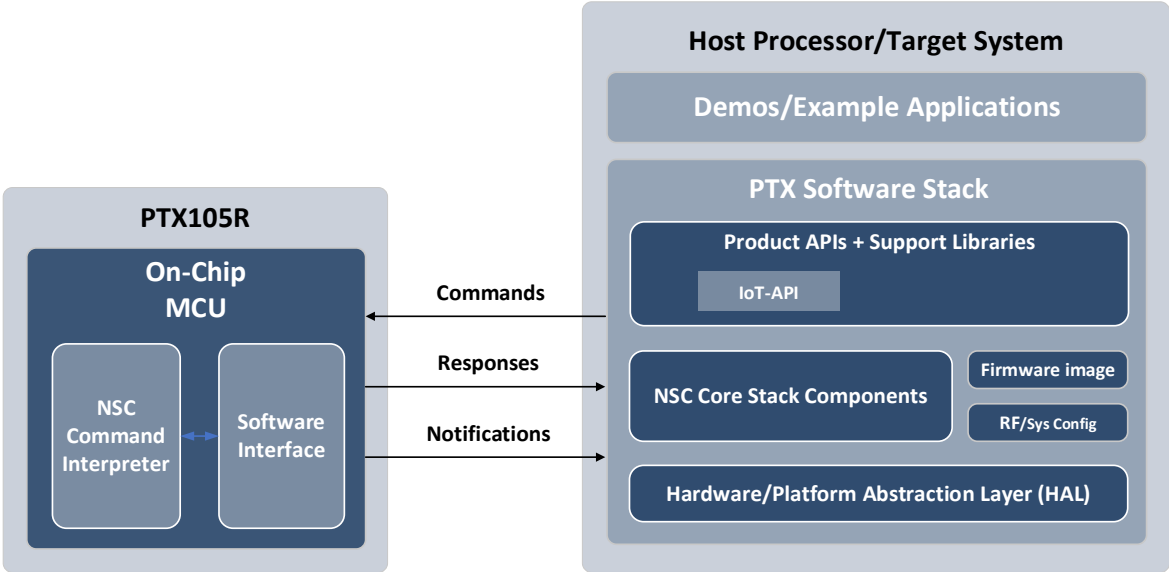 Host Processor/Target System
Demos/Example Applications
PTX Software Stack
Product APIs + Support Libraries
IoT-API
NSC Core Stack Components
Firmware image
RF/Sys Config
Hardware/Platform Abstraction Layer (HAL)
PTX105R
On-Chip
MCU
NSC
Command
Interpreter
Software
Interface
Commands
Responses
Notifications